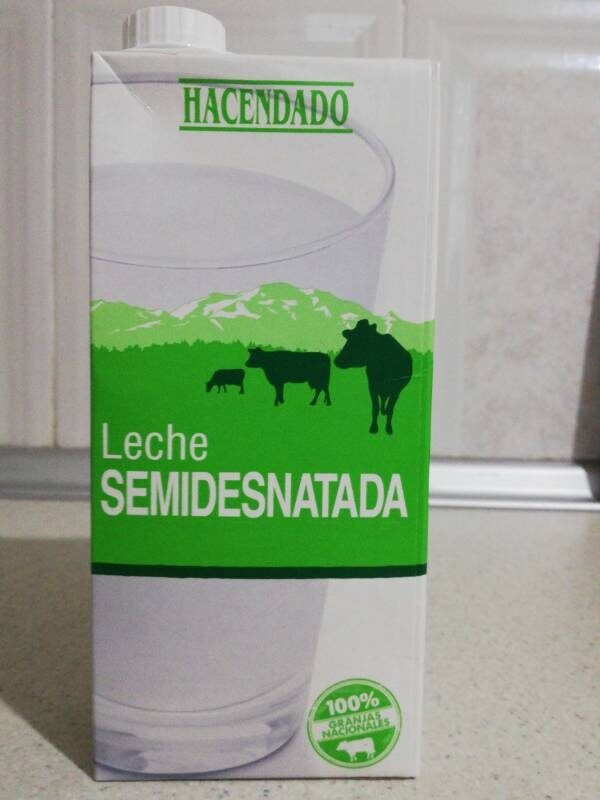 HACENDADO
Leche
SEMIDESNATADA
100%
GRANJAS
NACIONALES